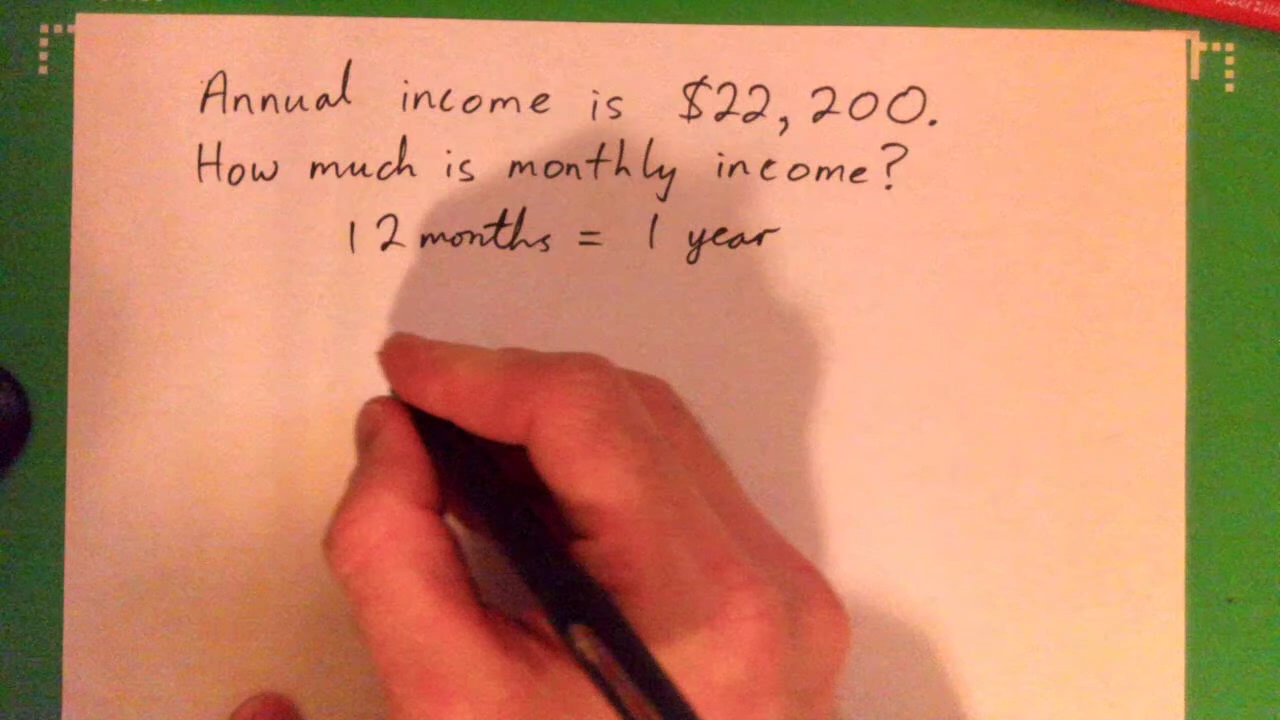 Annual income is $22,200.
How much is monthly income?
12 months = 1 year